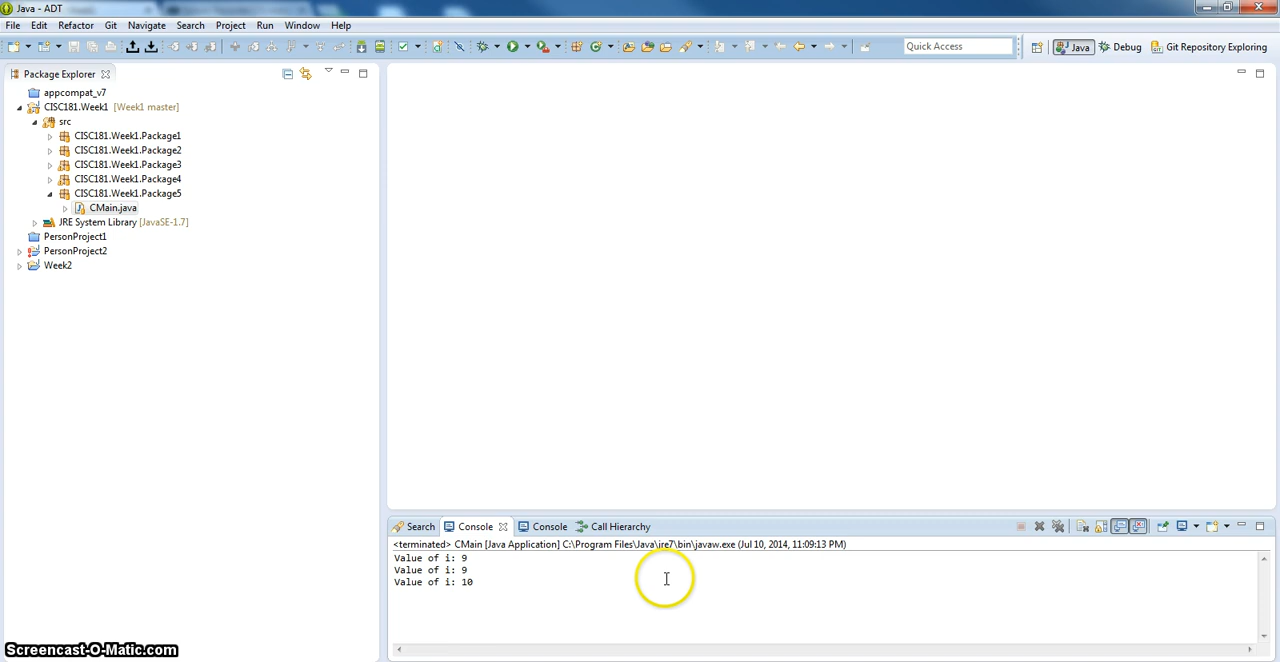 Java - ADT
File Edit Refactor Git Navigate Search Project Run Window Help
Quick Access
Java
Debug
Git Repository Exploring
Package Explorer
appcompat_v7
CISC181.Week1 [Week1 master]
src
CISC181.Week1.Package1
CISC181.Week1.Package2
CISC181.Week1.Package3
CISC181.Week1.Package4
CISC181.Week1.Package5
CMain.java
JRE System Library [JavaSE-1.7]
PersonProject1
PersonProject2
Week2
Search Console Console Call Hierarchy
<terminated> CMain [Java Application] C:\Program Files\Java\jre7\bin\javaw.exe (Jul 10, 2014, 11:09:13 PM)
Value of i: 9
Value of i: 9
Value of i: 10
Screencast-O-Matic.com